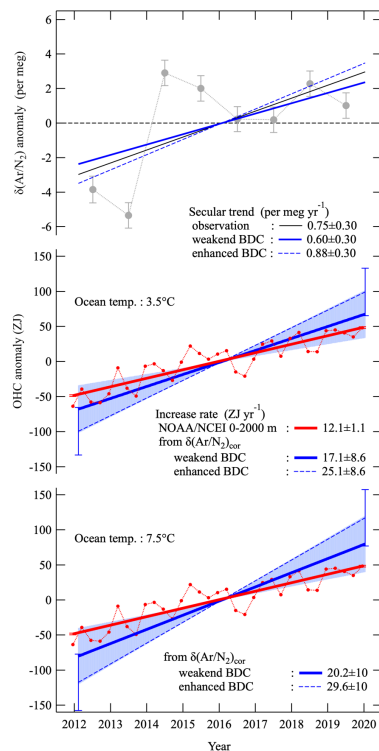 6
4
2
0
-2
-4
-6
δ(Ar/N2) anomaly (per meg)
Secular trend (per meg yr-1)
observation : 0.75±0.30
weakend BDC : 0.60±0.30
enhanced BDC : 0.88±0.30
150
100
50
0
-50
-100
-150
OHC anomaly (ZJ)
Ocean temp. : 3.5ºC
Increase rate (ZJ yr-1)
NOAA/NCEI 0-2000 m : 12.1±1.1
from δ(Ar/N2)cor
weakend BDC : 17.1±8.6
enhanced BDC : 25.1±8.6
150
100
50
0
-50
-100
-150
Ocean temp. : 7.5ºC
from δ(Ar/N2)cor
weakend BDC : 20.2±10
enhanced BDC : 29.6±10
2012 2013 2014 2015 2016 2017 2018 2019 2020
Year